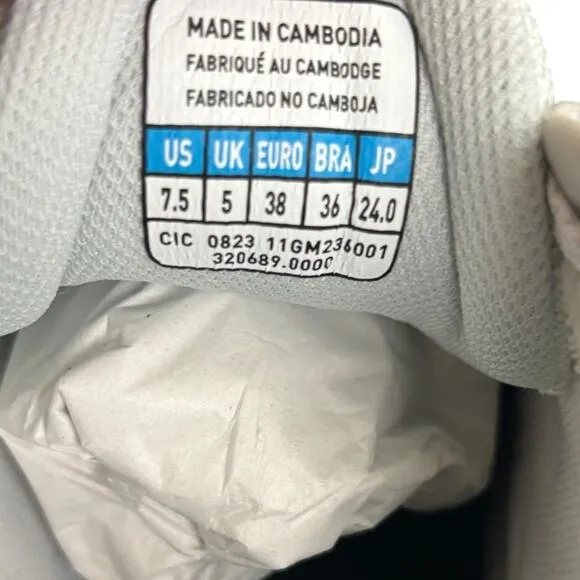 MADE IN CAMBODIA
FABRIQUÉ AU CAMBODGE
FABRICADO NO CAMBOJA
US UK EURO BRA JP
7.5 5 38 36 24.0
CIC 0823 11GM236001
320689.0000